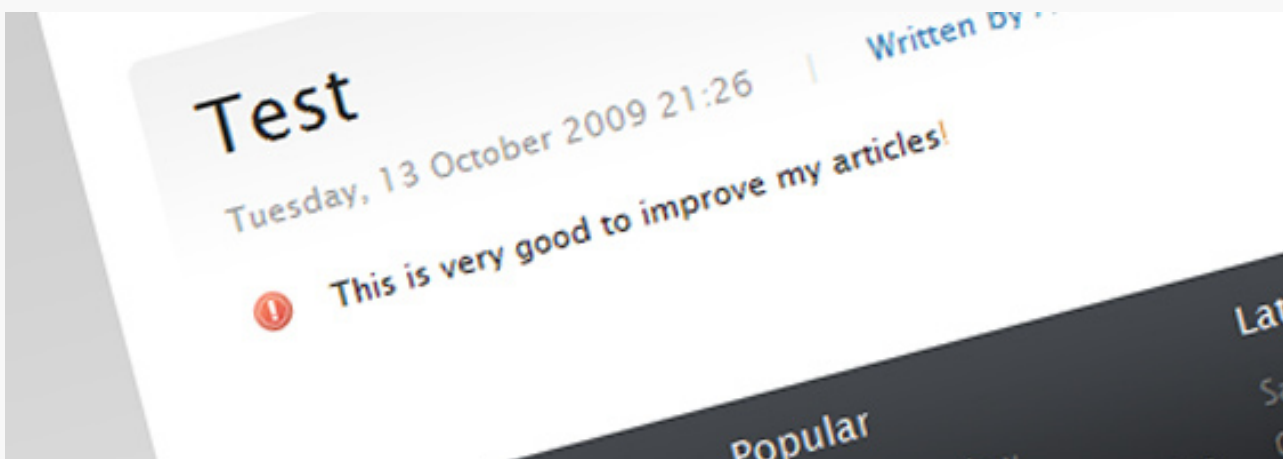 Test
Tuesday, 13 October 2009 21:26
Written by
This is very good to improve my articles!
Popular